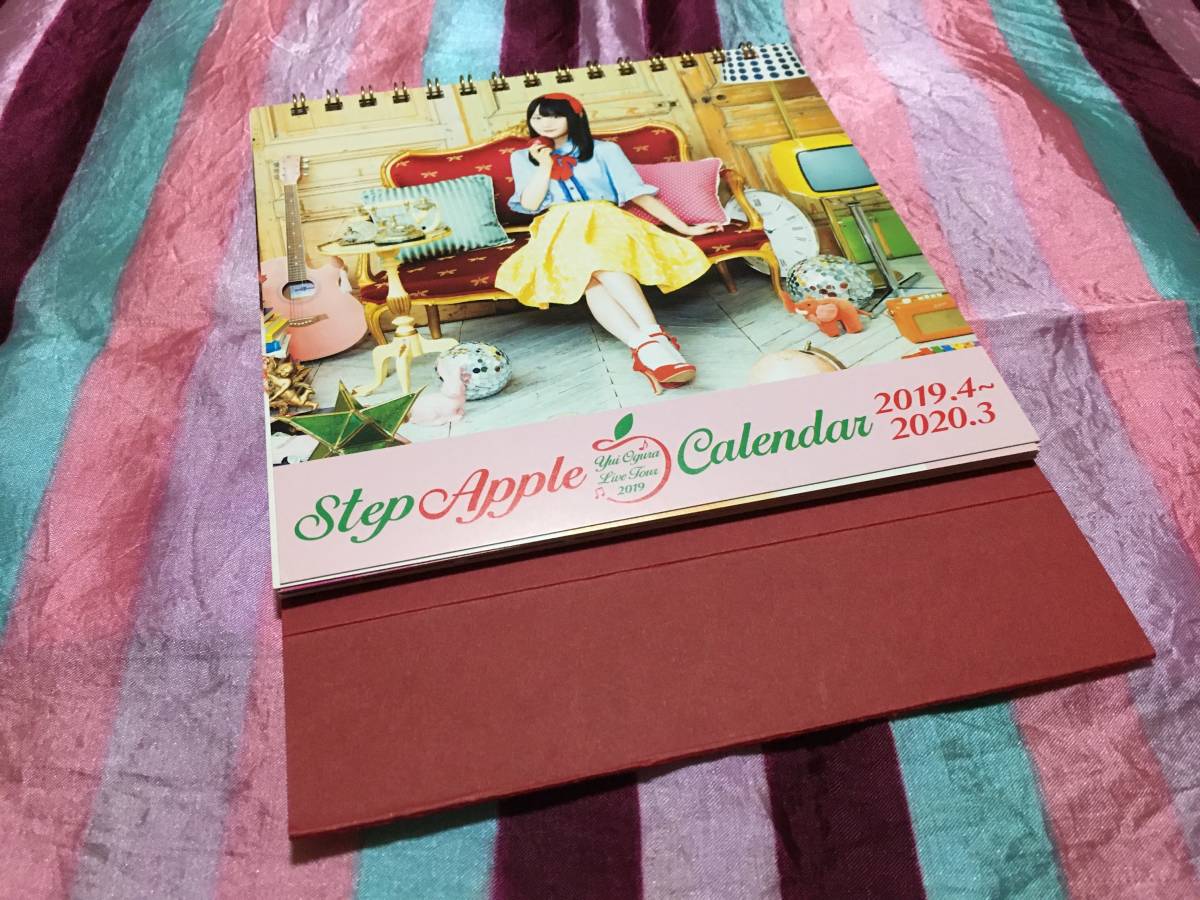 Step Apple
Yui Ogura
Live Tour
2019
Calendar
2019.4~
2020.3